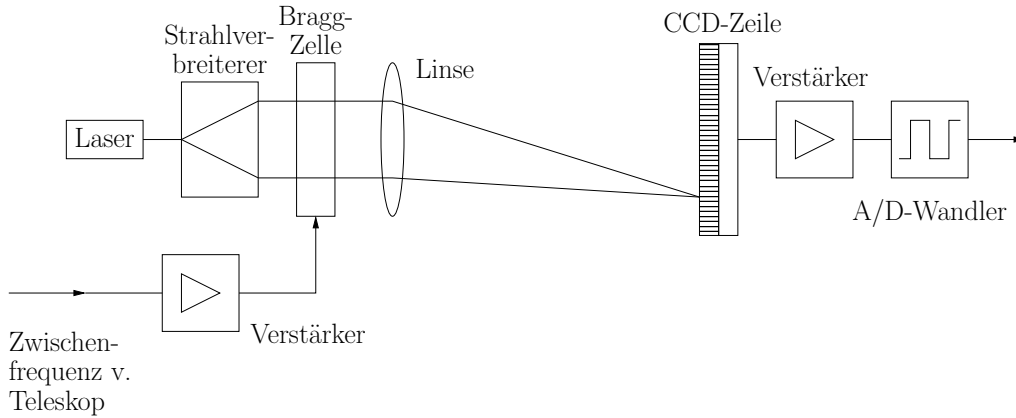 Bragg-
Zelle
Strahlver-
breiterer
Linse
CCD-Zeile
Verstärker
Laser
A/D-Wandler
Verstärker
Zwischen-
frequenz v.
Teleskop